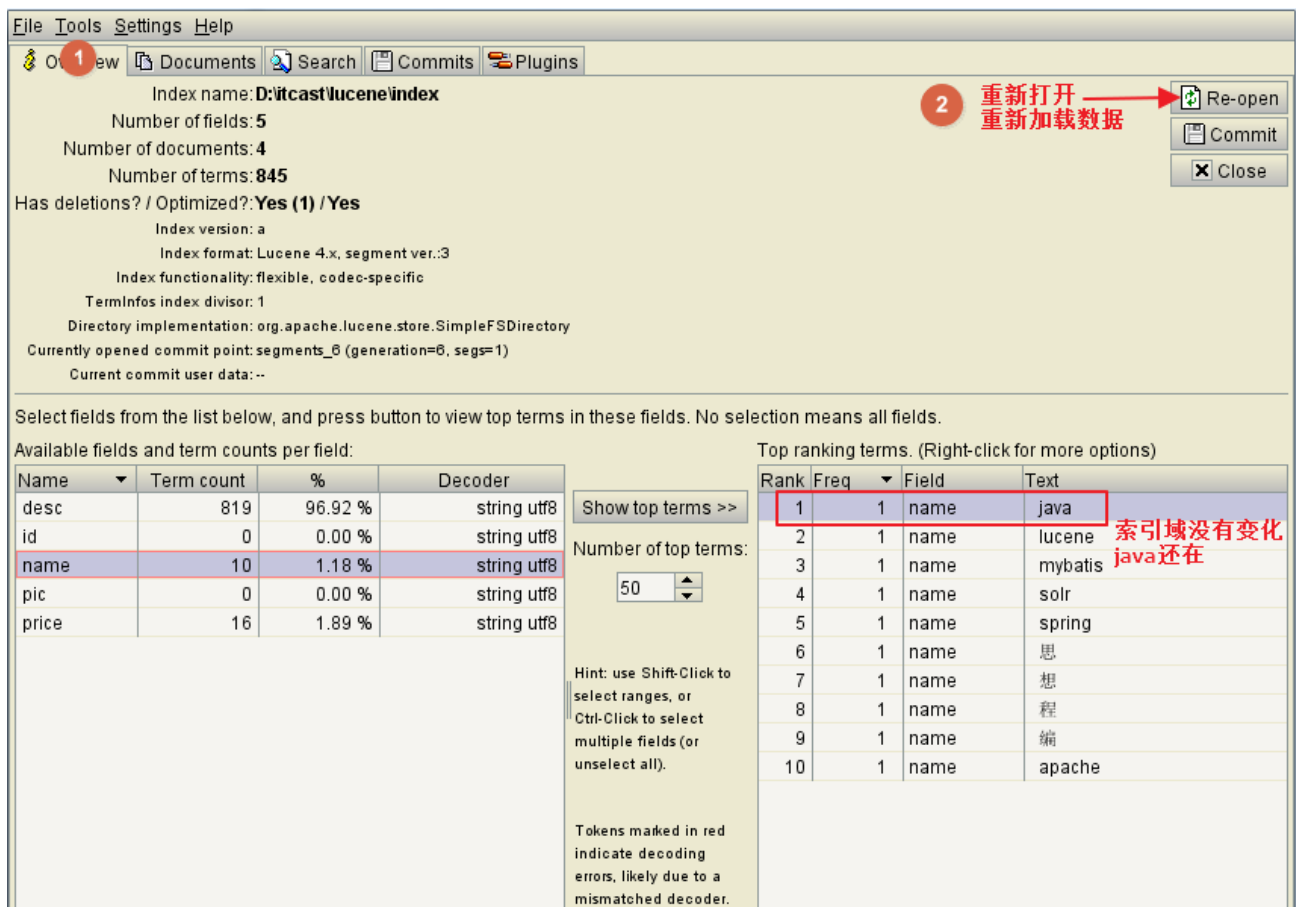 File Tools Settings Help
1
Ov ew Documents Search Commits Plugins
Index name: D:\itcast\lucene\index
Number of fields: 5
Number of documents: 4
Number of terms: 845
Has deletions? / Optimized?: Yes (1) / Yes
Index version: a
Index format: Lucene 4.x, segment ver.:3
Index functionality: flexible, codec-specific
TermInfos index divisor: 1
Directory implementation: org.apache.lucene.store.SimpleFSDirectory
Currently opened commit point: segments_6 (generation=6, segs=1)
Current commit user data: --
2
重新打开
重新加载数据
Re-open
Commit
Close
Select fields from the list below, and press button to view top terms in these fields. No selection means all fields.
Available fields and term counts per field:
Name Term count % Decoder
desc 819 96.92 % string utf8
id 0 0.00 % string utf8
name 10 1.18 % string utf8
pic 0 0.00 % string utf8
price 16 1.89 % string utf8
Show top terms >>
Number of top terms:
50
Hint: use Shift-Click to
select ranges, or
Ctrl-Click to select
multiple fields (or
unselect all).
Tokens marked in red
indicate decoding
errors, likely due to a
mismatched decoder.
Top ranking terms. (Right-click for more options)
Rank Freq Field Text
1 1 name java
2 1 name lucene
3 1 name mybatis
4 1 name solr
5 1 name spring
6 1 name 思
7 1 name 想
8 1 name 程
9 1 name 编
10 1 name apache
索引域没有变化
java还在